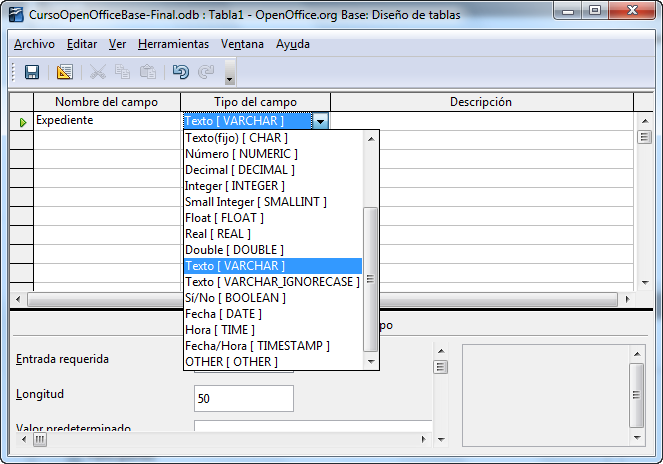 CursoOpenOfficeBase-Final.odb : Tabla1 - OpenOffice.org Base: Diseño de tablas
Archivo Editar Ver Herramientas Ventana Ayuda
Nombre del campo Tipo del campo Descripción
Expediente Texto [ VARCHAR ]
Texto(fijo) [ CHAR ]
Número [ NUMERIC ]
Decimal [ DECIMAL ]
Integer [ INTEGER ]
Small Integer [ SMALLINT ]
Float [ FLOAT ]
Real [ REAL ]
Double [ DOUBLE ]
Texto [ VARCHAR ]
Texto [ VARCHAR_IGNORECASE ]
Sí/No [ BOOLEAN ]
Fecha [ DATE ]
Hora [ TIME ]
Fecha/Hora [ TIMESTAMP ]
OTHER [ OTHER ]
po
Entrada requerida
Longitud 50
Valor predeterminado